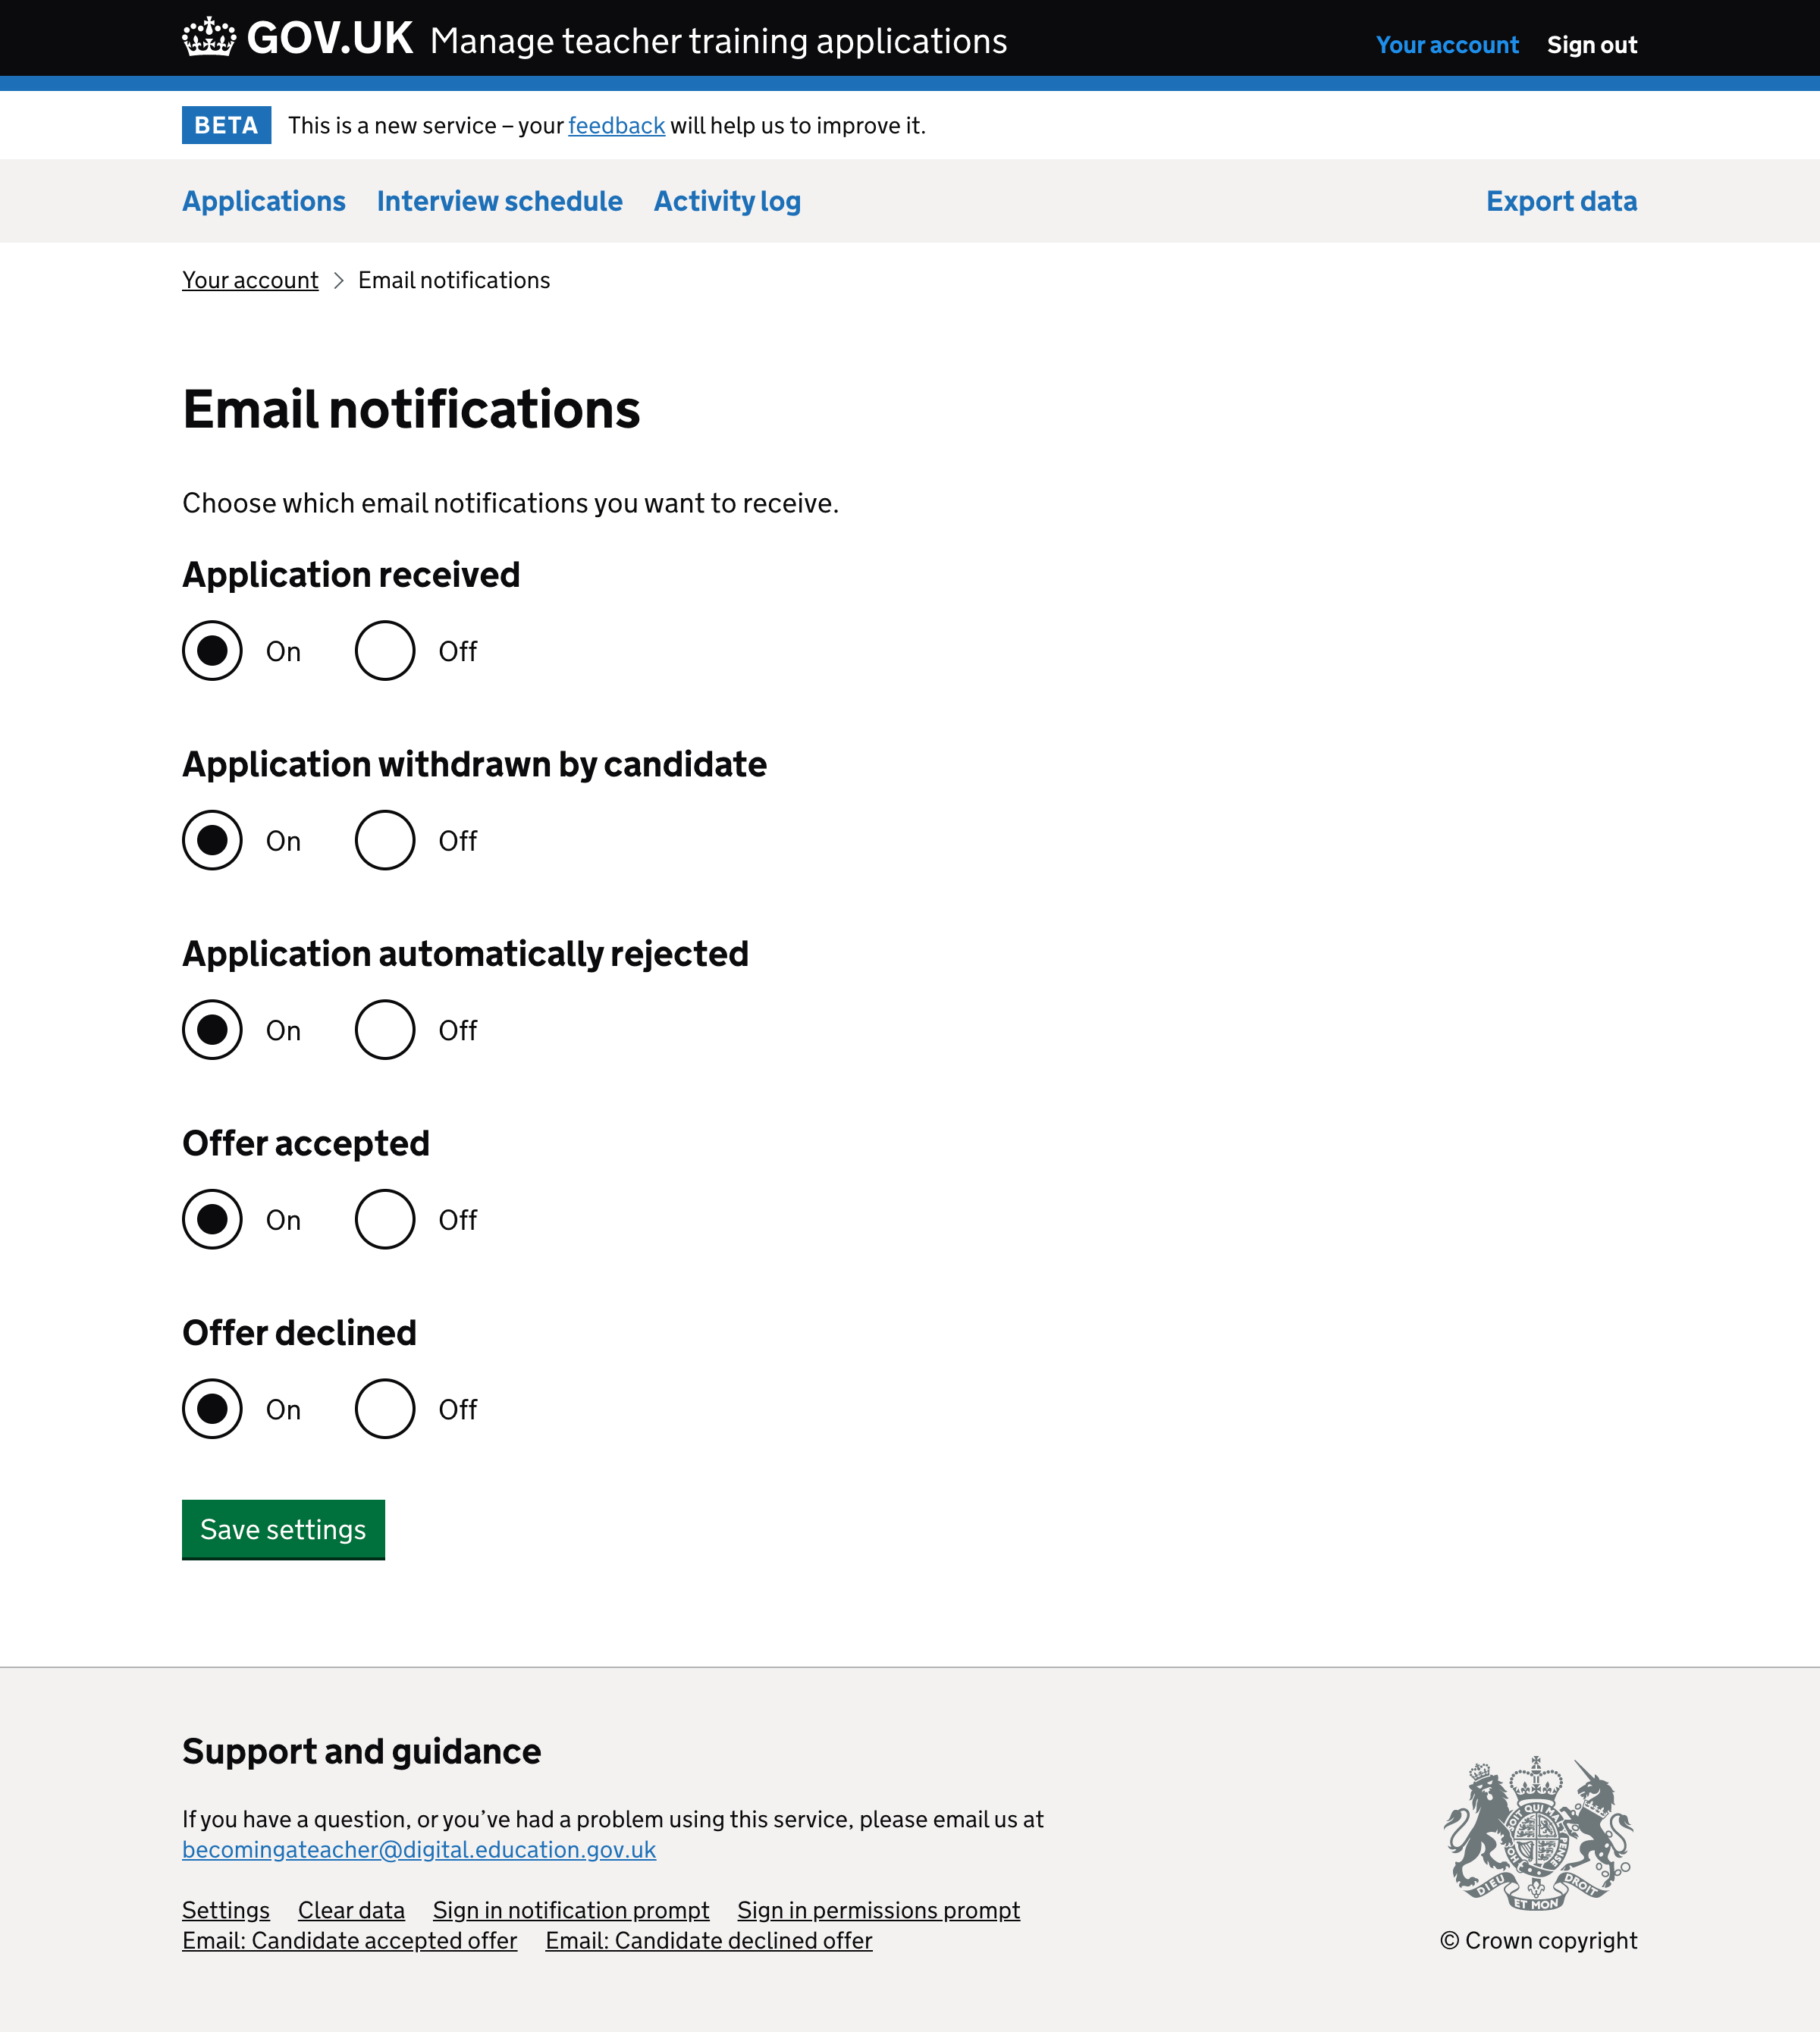 GOV.UK Manage teacher training applications
Your account Sign out
BETA This is a new service – your feedback will help us to improve it.
Applications Interview schedule Activity log Export data
Your account Email notifications
Email notifications
Choose which email notifications you want to receive.
Application received
On Off
Application withdrawn by candidate
On Off
Application automatically rejected
On Off
Offer accepted
On Off
Offer declined
On Off
Save settings
Support and guidance
If you have a question, or you’ve had a problem using this service, please email us at
becomingateacher@digital.education.gov.uk
Settings Clear data Sign in notification prompt Sign in permissions prompt
Email: Candidate accepted offer Email: Candidate declined offer
DIEU ET MON DROIT
© Crown copyright